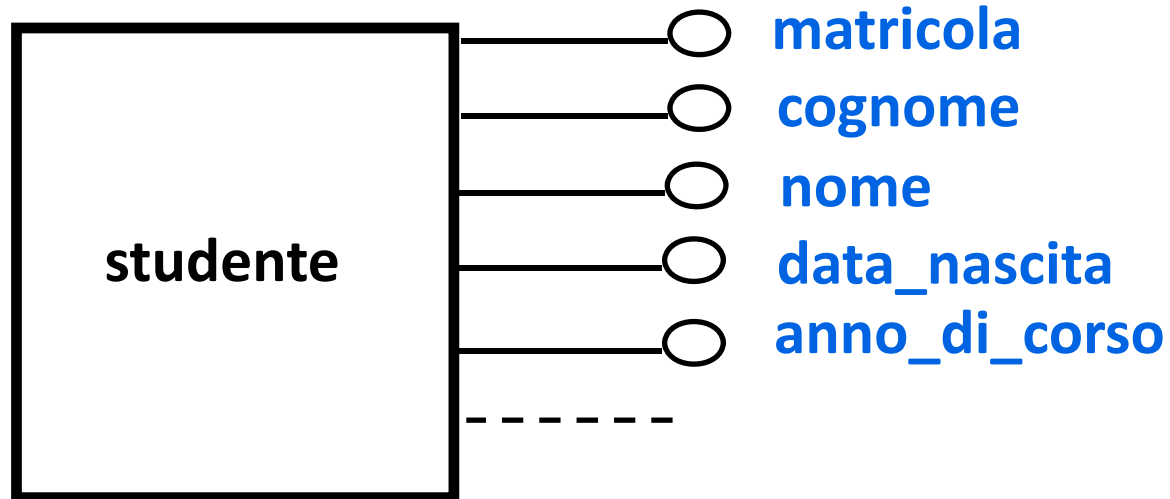 matricola
cognome
nome
studente
data_nascita
anno_di_corso